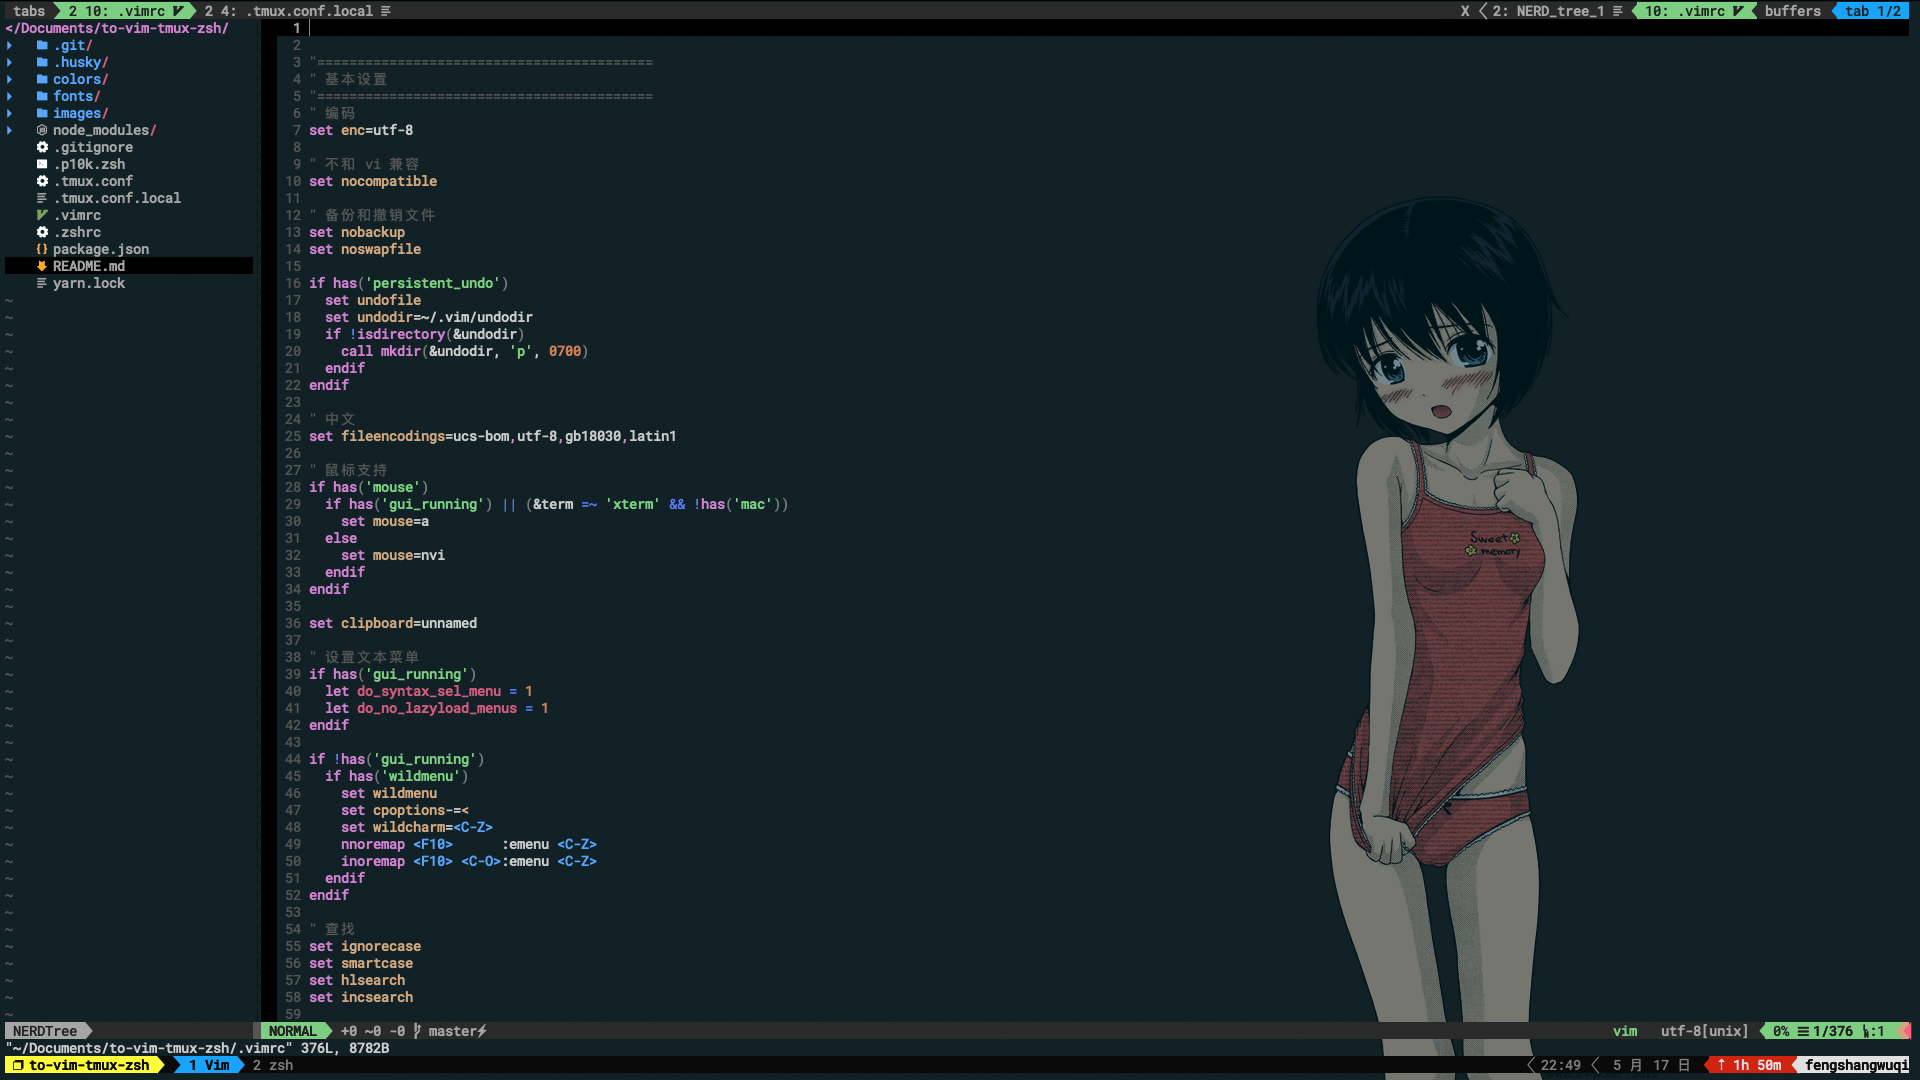 tabs 2 10: .vimrc 2 4: .tmux.conf.local X 2: NERD_tree_1 10: .vimrc buffers tab 1/2
</Documents/to-vim-tmux-zsh/
.git/
.husky/
colors/
fonts/
images/
node_modules/
.gitignore
.p10k.zsh
.tmux.conf
.tmux.conf.local
.vimrc
.zshrc
package.json
README.md
yarn.lock
1
2
3 "==========================================
4 " 基本设置
5 "==========================================
6 " 编码
7 set enc=utf-8
8
9 " 不和 vi 兼容
10 set nocompatible
11
12 " 备份和撤销文件
13 set nobackup
14 set noswapfile
15
16 if has('persistent_undo')
17   set undofile
18   set undodir=~/.vim/undodir
19   if !isdirectory(&undodir)
20     call mkdir(&undodir, 'p', 0700)
21   endif
22 endif
23
24 " 中文
25 set fileencodings=ucs-bom,utf-8,gb18030,latin1
26
27 " 鼠标支持
28 if has('mouse')
29   if has('gui_running') || (&term =~ 'xterm' && !has('mac'))
30     set mouse=a
31   else
32     set mouse=nvi
33   endif
34 endif
35
36 set clipboard=unnamed
37
38 " 设置文本菜单
39 if has('gui_running')
40   let do_syntax_sel_menu = 1
41   let do_no_lazyload_menus = 1
42 endif
43
44 if !has('gui_running')
45   if has('wildmenu')
46     set wildmenu
47     set cpoptions-=<
48     set wildcharm=<C-Z>
49     nnoremap <F10>      :emenu <C-Z>
50     inoremap <F10> <C-O>:emenu <C-Z>
51   endif
52 endif
53
54 " 查找
55 set ignorecase
56 set smartcase
57 set hlsearch
58 set incsearch
59
Sweet
memory
NERDTree NORMAL +0 ~0 -0 master vim utf-8[unix] 0% 1/376 :1
"~/Documents/to-vim-tmux-zsh/.vimrc" 376L, 8782B
to-vim-tmux-zsh 1 Vim 2 zsh 22:49 5 月 17 日 ↑ 1h 50m fengshangwuqi